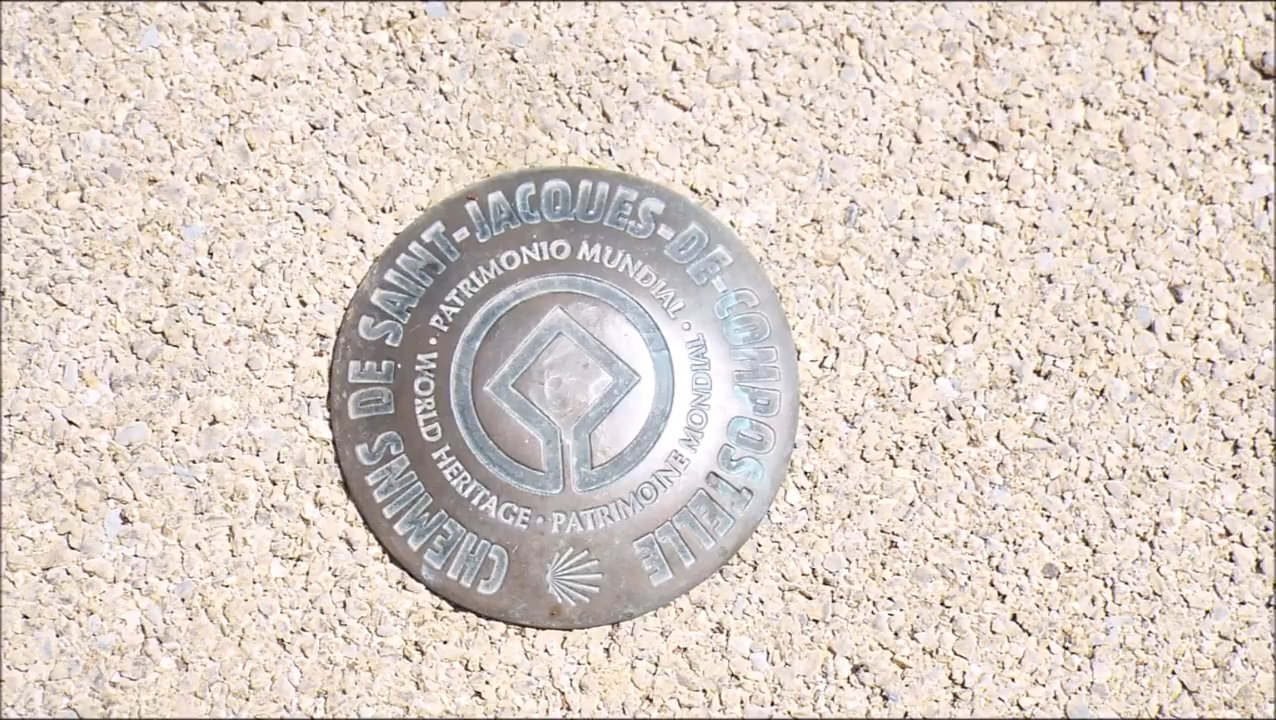 CHEMINS DE SAINT-JACQUES-DE-COMPOSTELLE
WORLD HERITAGE • PATRIMONIO MUNDIAL • PATRIMOINE MONDIAL